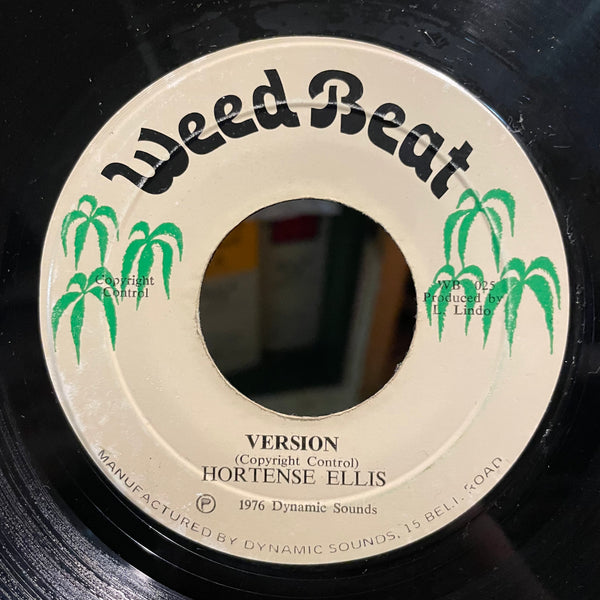 Weed Beat
Copyright
Control
WB 025
Produced by
L. Lindo
VERSION
(Copyright Control)
HORTENSE ELLIS
Ⓟ 1976 Dynamic Sounds
MANUFACTURED BY DYNAMIC SOUNDS, 15 BELL ROAD,